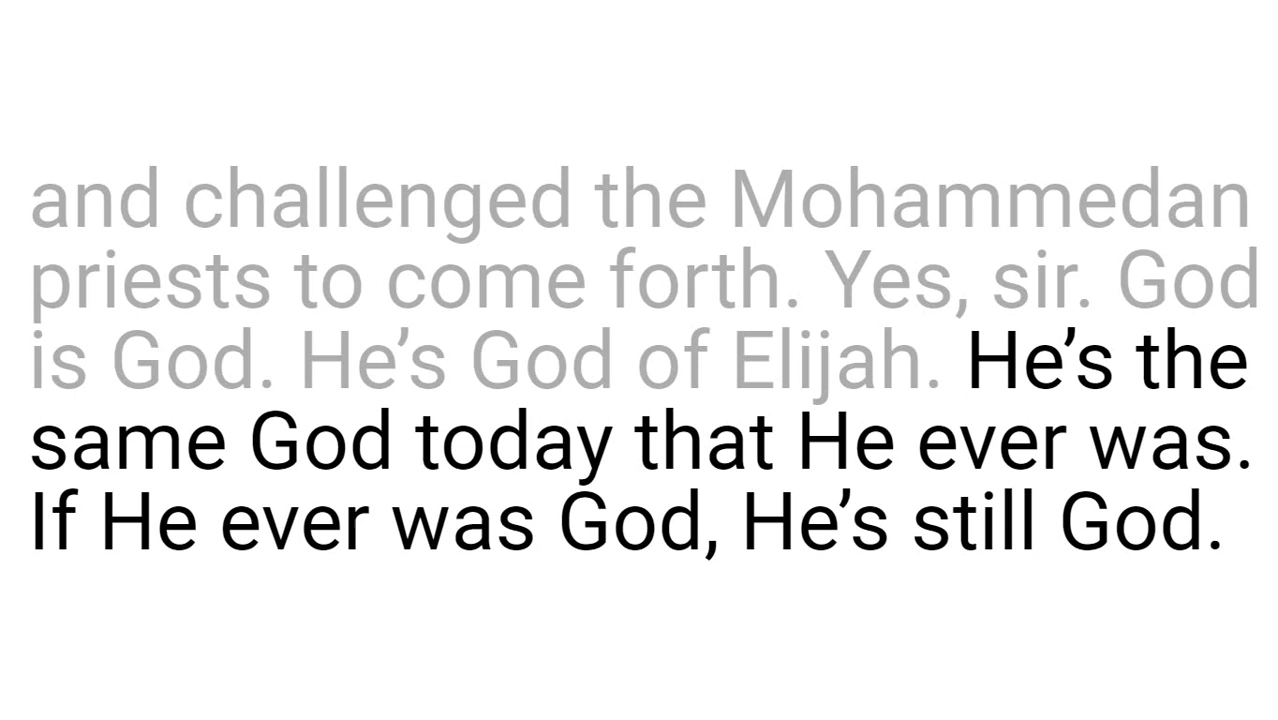 and challenged the Mohammedan
priests to come forth. Yes, sir. God
is God. He’s God of Elijah. He’s the
same God today that He ever was.
If He ever was God, He’s still God.